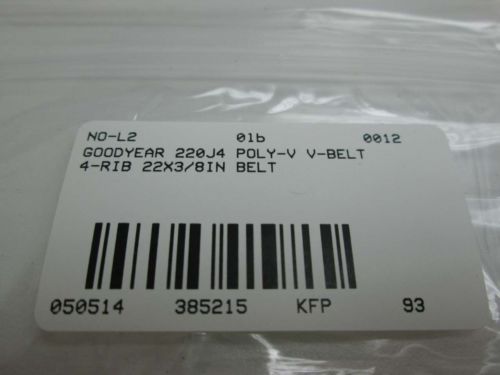 NO-L2 01b 0012
GOODYEAR 220J4 POLY-V V-BELT
4-RIB 22X3/8IN BELT
050514 385215 KFP 93